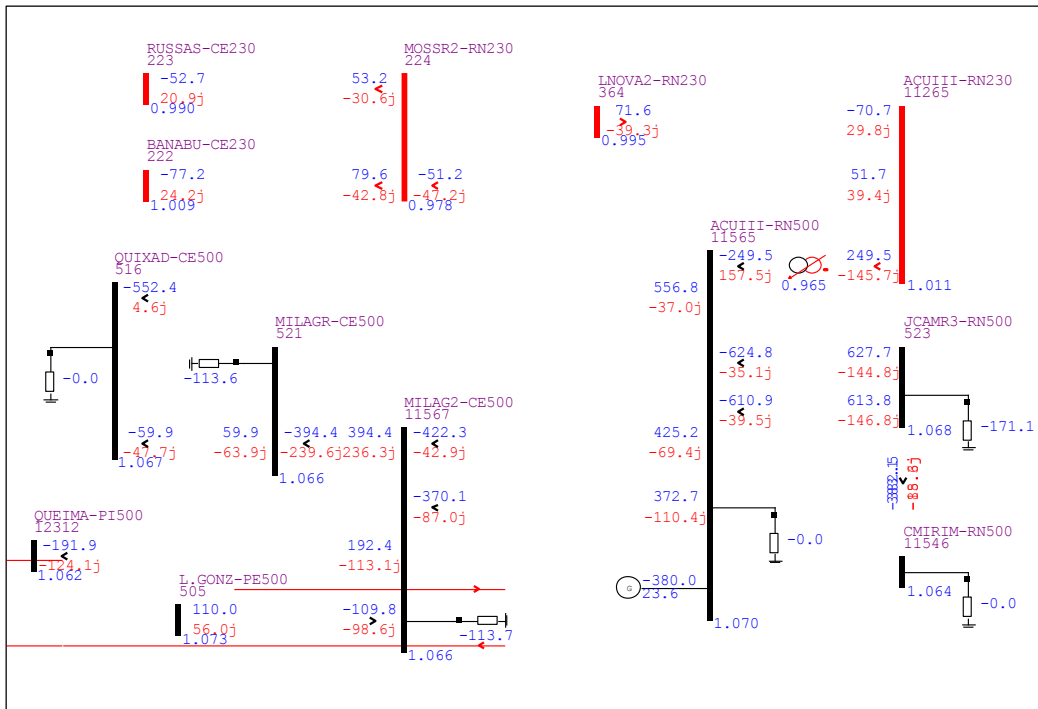 RUSSAS-CE230
223
-52.7
20.9j
0.990
BANABU-CE230
222
-77.2
24.2j
1.009
MOSSR2-RN230
224
53.2
-30.6j
79.6
-42.8j
-51.2
-47.2j
0.978
LNOVA2-RN230
364
71.6
-39.3j
0.995
ACUIII-RN230
11265
-70.7
29.8j
51.7
39.4j
249.5
-145.7j
1.011
ACUIII-RN500
11565
-249.5
157.5j
0.965
556.8
-37.0j
-624.8
-35.1j
-610.9
-39.5j
425.2
-69.4j
372.7
-110.4j
-0.0
G
-380.0
23.6
1.070
QUIXAD-CE500
516
-552.4
4.6j
-0.0
-59.9
-47.7j
1.067
MILAGR-CE500
521
-113.6
59.9
-63.9j
-394.4
-239.6j
1.066
MILAG2-CE500
11567
394.4
236.3j
-422.3
-42.9j
-370.1
-87.0j
192.4
-113.1j
-109.8
-98.6j
-113.7
1.066
JCAMR3-RN500
523
627.7
-144.8j
613.8
-146.8j
1.068
-171.1
CMIRIM-RN500
11546
1.064
-0.0
QUEIMA-PI500
12312
-191.9
-124.1j
1.062
L.GONZ-PE500
505
110.0
56.0j
1.073